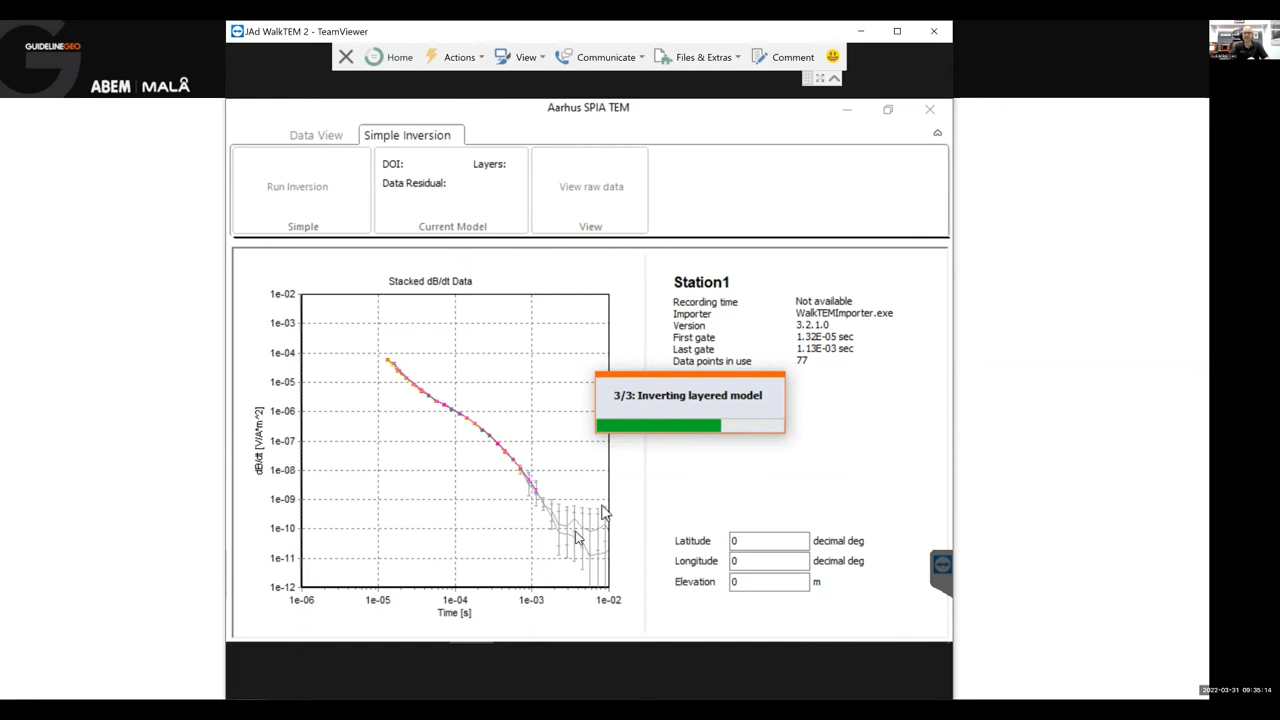 GUIDELINEGEO
ABEM | MALÅ
JAd WalkTEM 2 - TeamViewer
Home
Actions
View
Communicate
Files & Extras
Comment
Aarhus SPIA TEM
Data View
Simple Inversion
Run Inversion
Simple
DOI:
Layers:
Data Residual:
Current Model
View raw data
View
Stacked dB/dt Data
1e-02
1e-03
1e-04
1e-05
1e-06
1e-07
1e-08
1e-09
1e-10
1e-11
1e-12
dB/dt [V/A*m^2]
1e-06
1e-05
1e-04
1e-03
1e-02
Time [s]
Station1
Recording time Not available
Importer WalkTEMImporter.exe
Version 3.2.1.0
First gate 1.32E-05 sec
Last gate 1.13E-03 sec
Data points in use 77
3/3: Inverting layered model
Latitude 0 decimal deg
Longitude 0 decimal deg
Elevation 0 m
2022-03-31 09:35:14